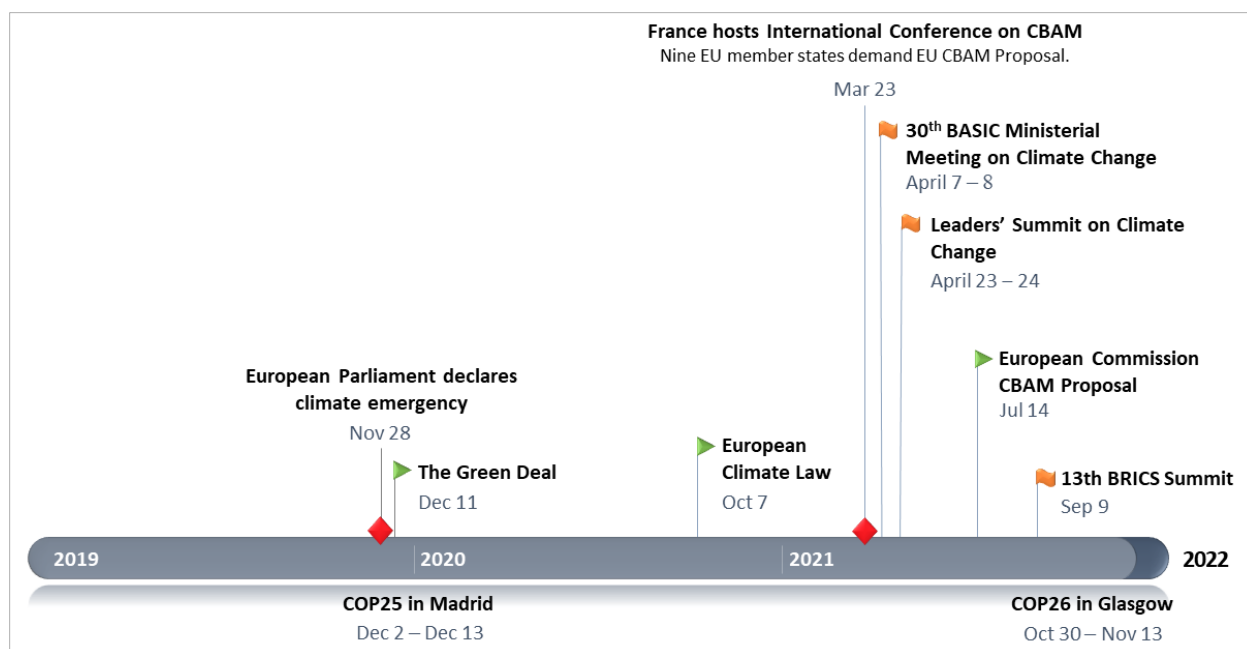 France hosts International Conference on CBAM
Nine EU member states demand EU CBAM Proposal.
Mar 23
30th BASIC Ministerial
Meeting on Climate Change
April 7 – 8
Leaders’ Summit on Climate
Change
April 23 – 24
European Commission
CBAM Proposal
Jul 14
European Parliament declares
climate emergency
Nov 28
The Green Deal
Dec 11
European
Climate Law
Oct 7
13th BRICS Summit
Sep 9
2019
2020
2021
2022
COP25 in Madrid
Dec 2 – Dec 13
COP26 in Glasgow
Oct 30 – Nov 13